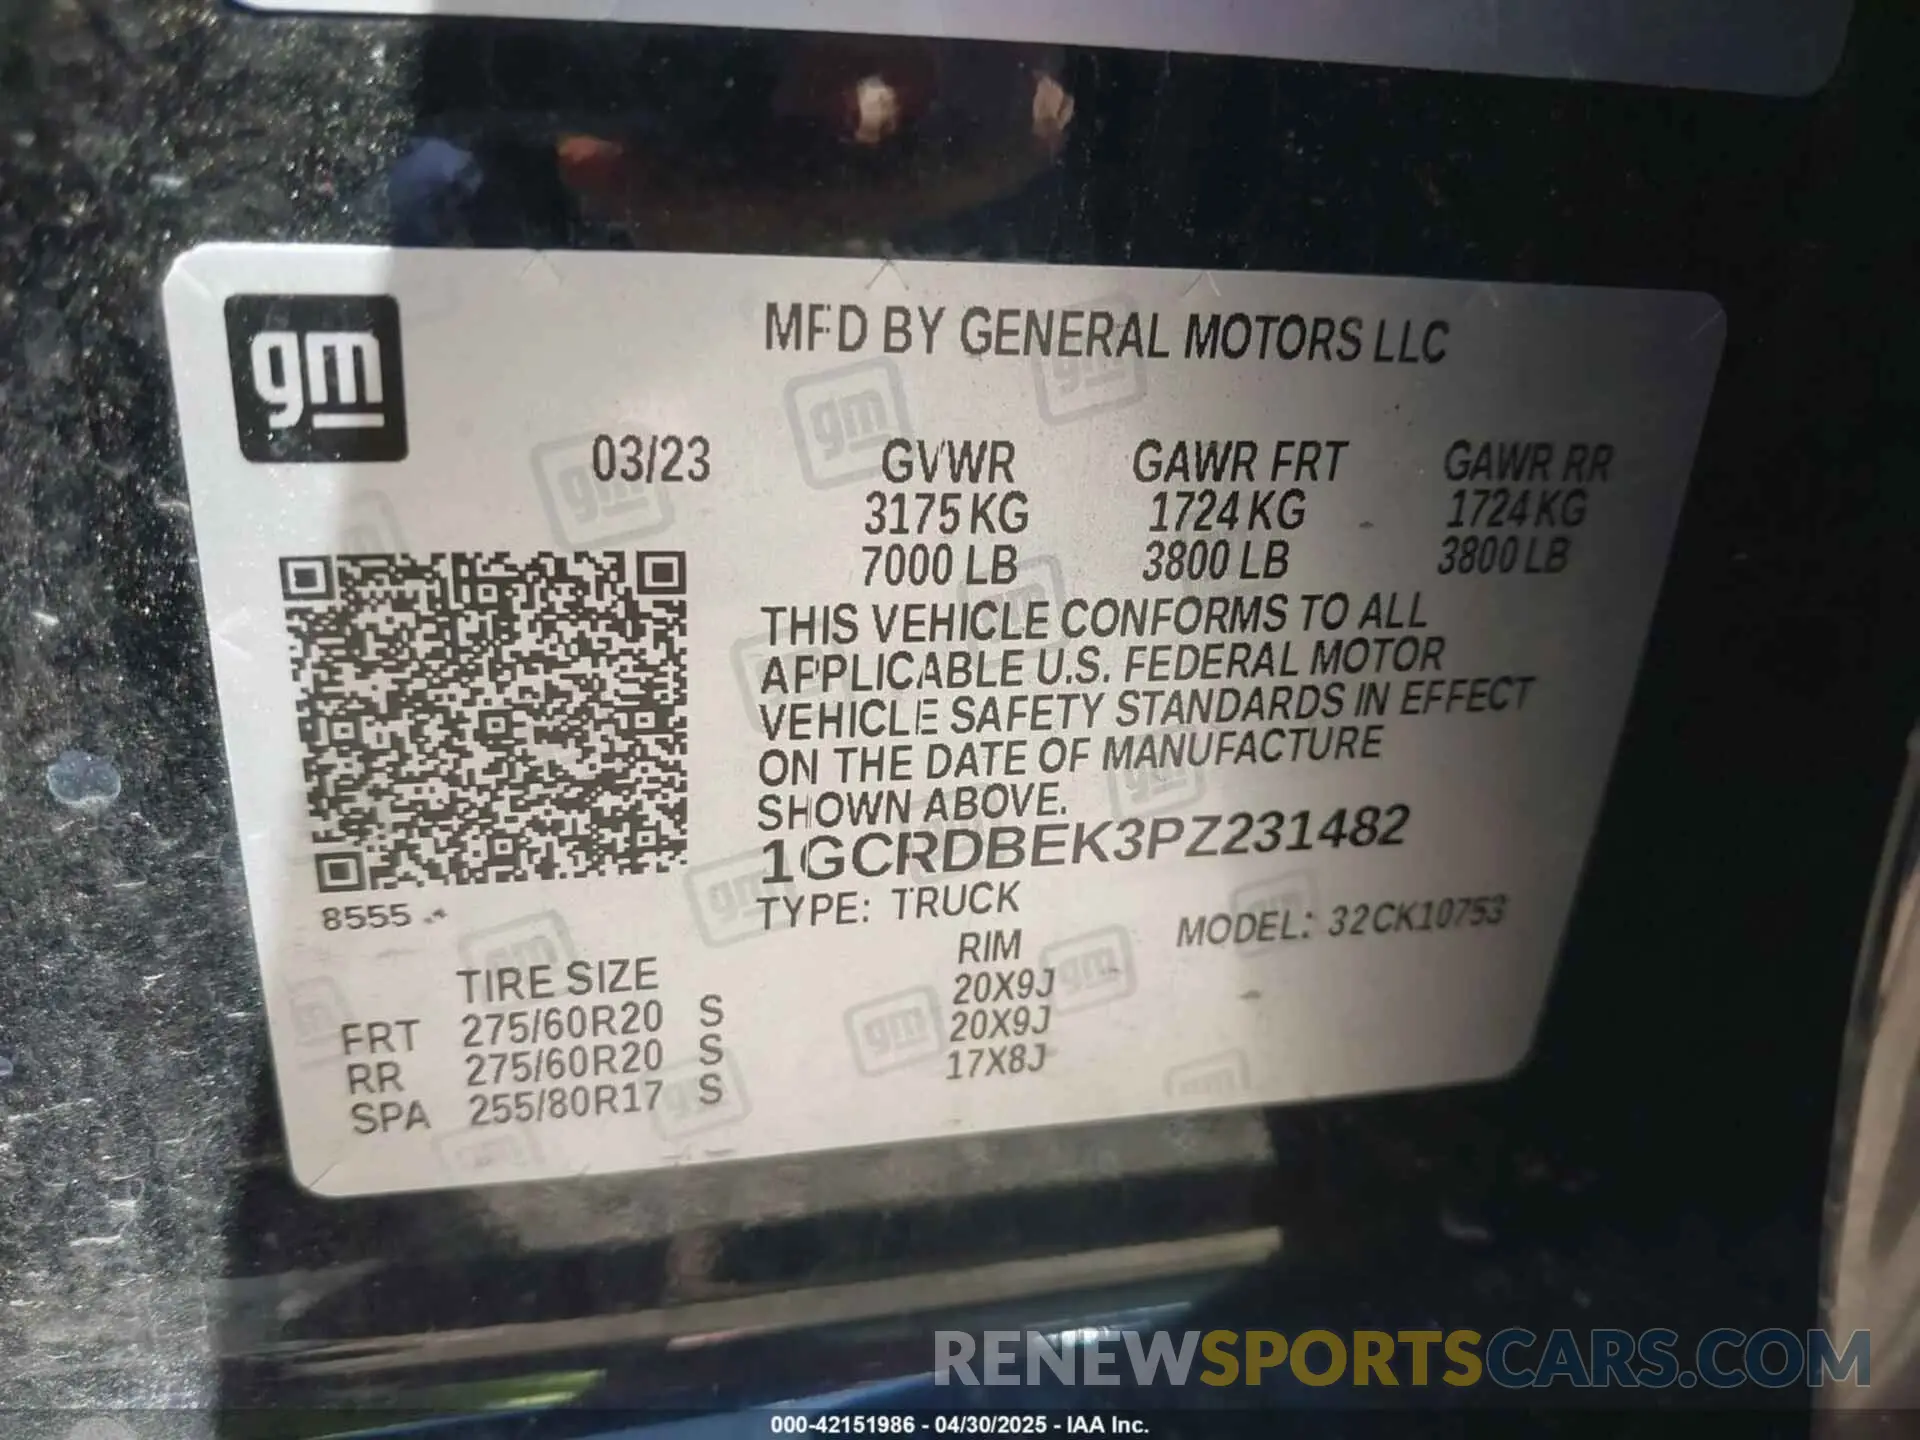 gm
MFD BY GENERAL MOTORS LLC
03/23 GVWR GAWR FRT GAWR RR
3175 KG 1724 KG 1724 KG
7000 LB 3800 LB 3800 LB
THIS VEHICLE CONFORMS TO ALL
APPLICABLE U.S. FEDERAL MOTOR
VEHICLE SAFETY STANDARDS IN EFFECT
ON THE DATE OF MANUFACTURE
SHOWN ABOVE.
1GCRDBEK3PZ231482
8555
TYPE: TRUCK MODEL: 32CK10753
TIRE SIZE RIM
FRT 275/60R20 S 20X9J
RR 275/60R20 S 20X9J
SPA 255/80R17 S 17X8J
RENEWSPORTSCARS.COM
000-42151986 - 04/30/2025 - IAA Inc.